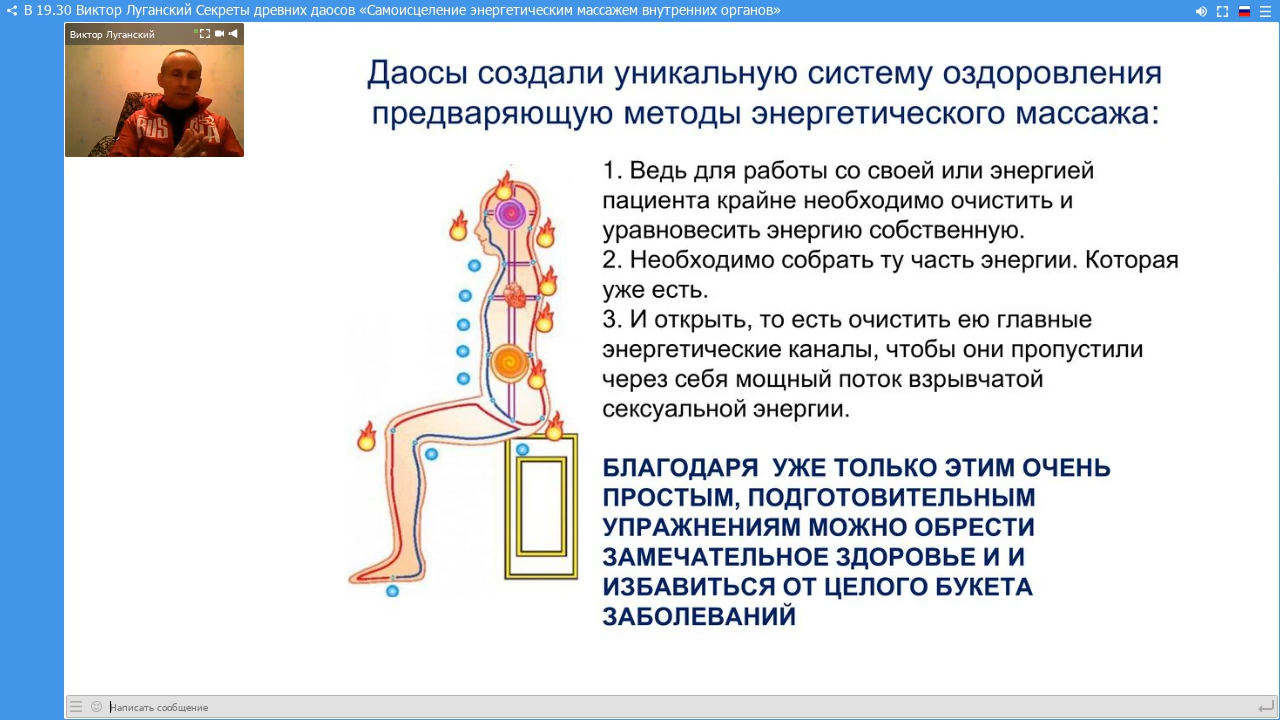 В 19.30 Виктор Луганский Секреты древних даосов «Самоисцеление энергетическим массажем внутренних органов»
Виктор Луганский
RUSSIA
Даосы создали уникальную систему оздоровления
предваряющую методы энергетического массажа:
1. Ведь для работы со своей или энергией
пациента крайне необходимо очистить и
уравновесить энергию собственную.
2. Необходимо собрать ту часть энергии. Которая
уже есть.
3. И открыть, то есть очистить ею главные
энергетические каналы, чтобы они пропустили
через себя мощный поток взрывчатой
сексуальной энергии.
БЛАГОДАРЯ  УЖЕ ТОЛЬКО ЭТИМ ОЧЕНЬ
ПРОСТЫМ, ПОДГОТОВИТЕЛЬНЫМ
УПРАЖНЕНИЯМ МОЖНО ОБРЕСТИ
ЗАМЕЧАТЕЛЬНОЕ ЗДОРОВЬЕ И И
ИЗБАВИТЬСЯ ОТ ЦЕЛОГО БУКЕТА
ЗАБОЛЕВАНИЙ
Написать сообщение